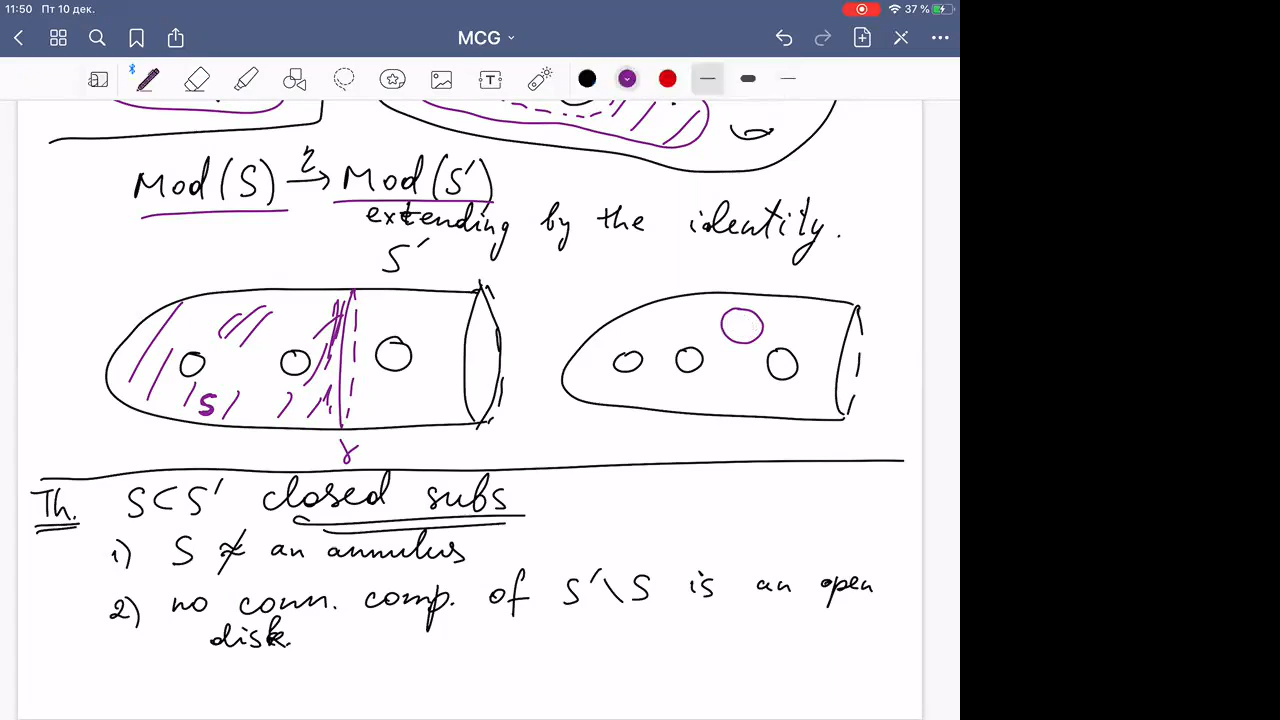 11:50 Пт 10 дек.
37 %
MCG
Mod(S) η→ Mod(S')
extending by the identity.
S'
S
γ
Th. S⊂S' closed subs
1) S ≄ an annulus
2) no conn. comp. of S'\S is an open
disk.